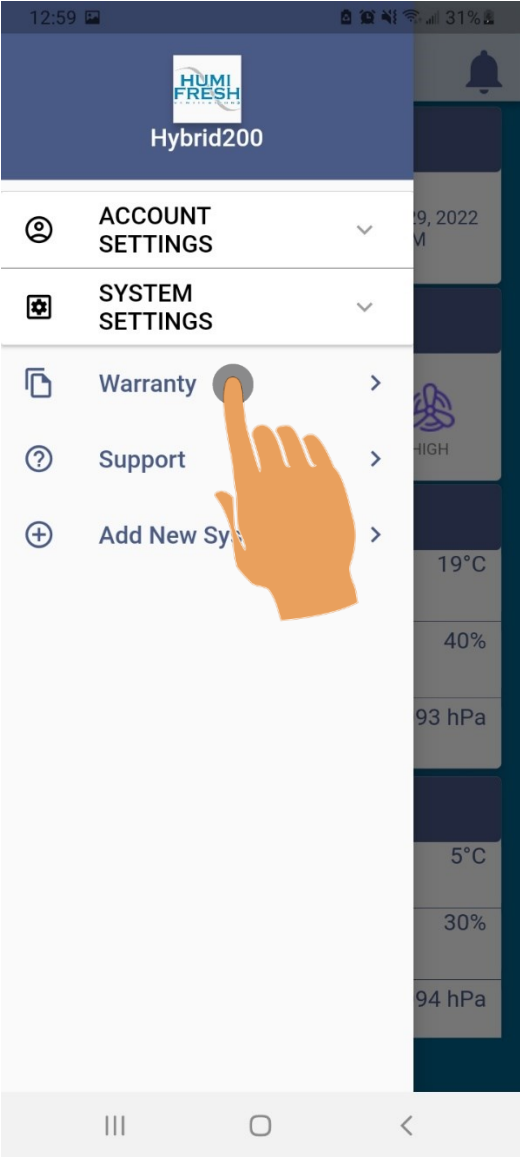 12:59
31%
HUMI
FRESH
Hybrid200
ACCOUNT
SETTINGS
29, 2022
M
SYSTEM
SETTINGS
Warranty
HIGH
Support
Add New Sys
19°C
40%
93 hPa
5°C
30%
94 hPa